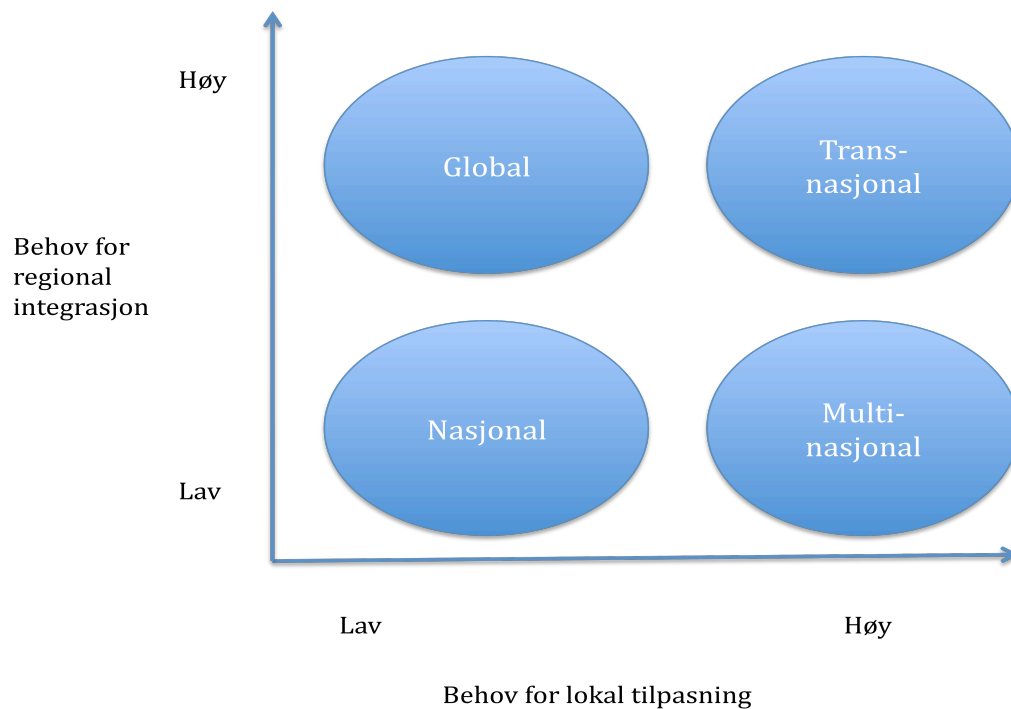 Høy
Global
Trans-
nasjonal
Behov for
regional
integrasjon
Nasjonal
Multi-
nasjonal
Lav
Lav
Høy
Behov for lokal tilpasning